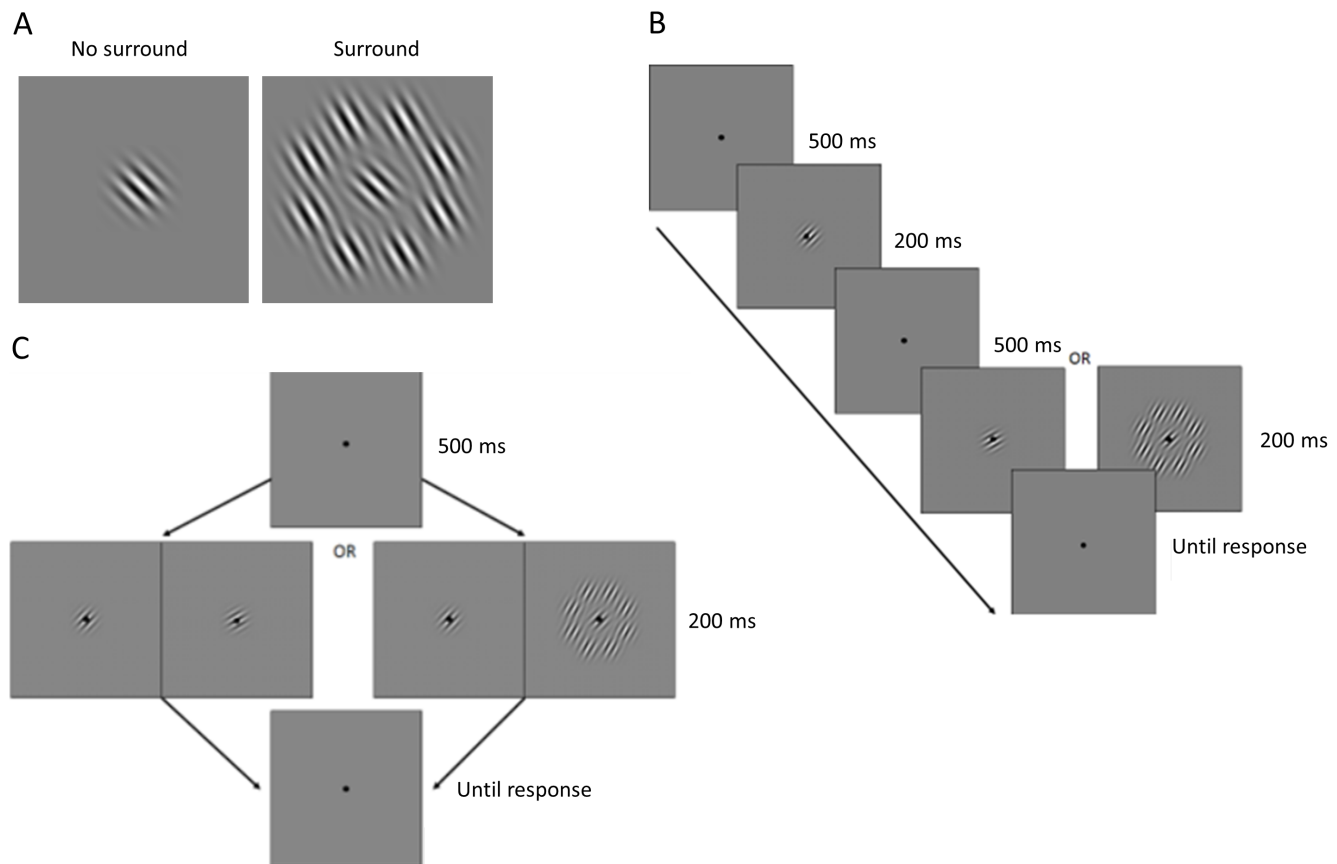 A
No surround
Surround
B
500 ms
200 ms
500 ms
OR
200 ms
Until response
C
500 ms
OR
200 ms
Until response